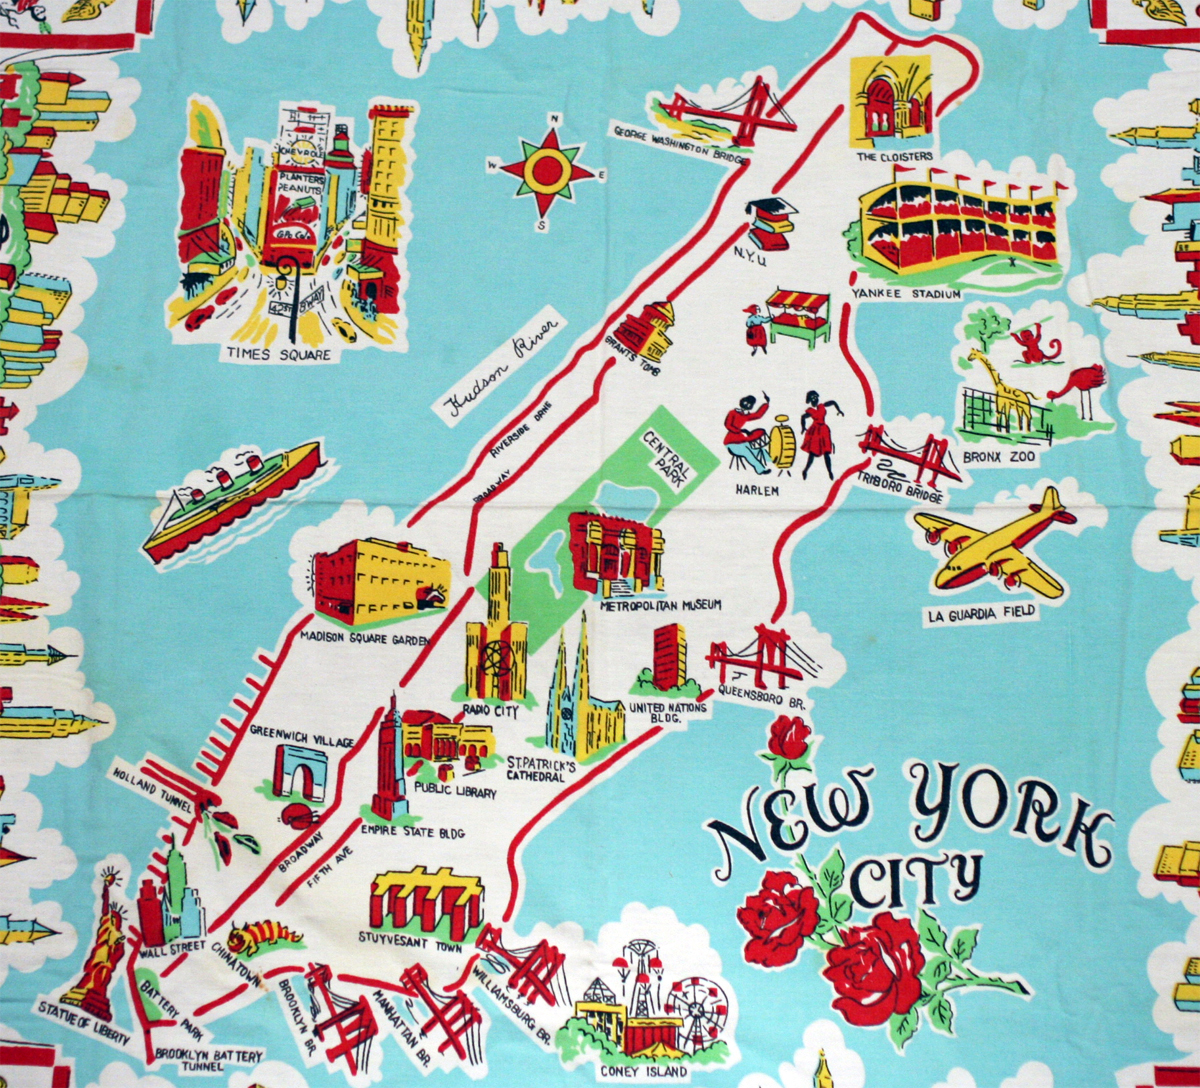 N
W
E
S
GEORGE WASHINGTON BRIDGE
THE CLOISTERS
CHEVROLE
PLANTERS
PEANUTS
42ND
B'WAY
TIMES SQUARE
N.Y.U
YANKEE STADIUM
GRANTS TOMB
Hudson River
RIVERSIDE DRIVE
BROADWAY
CENTRAL
PARK
HARLEM
BRONX ZOO
TRIBORO BRIDGE
LA GUARDIA FIELD
METROPOLITAN MUSEUM
MADISON SQUARE GARDEN
RADIO CITY
UNITED NATIONS
BLDG.
QUEENSBORO BR.
ST. PATRICK'S
CATHEDRAL
GREENWICH VILLAGE
PUBLIC LIBRARY
HOLLAND TUNNEL
EMPIRE STATE BLDG
BROADWAY
FIFTH AVE
NEW YORK
CITY
STUYVESANT TOWN
WALL STREET
CHINATOWN
STATUE OF LIBERTY
BATTERY PARK
BROOKLYN BATTERY
TUNNEL
BROOKLYN BR.
MANHATTAN BR.
WILLIAMSBURG BR.
CONEY ISLAND